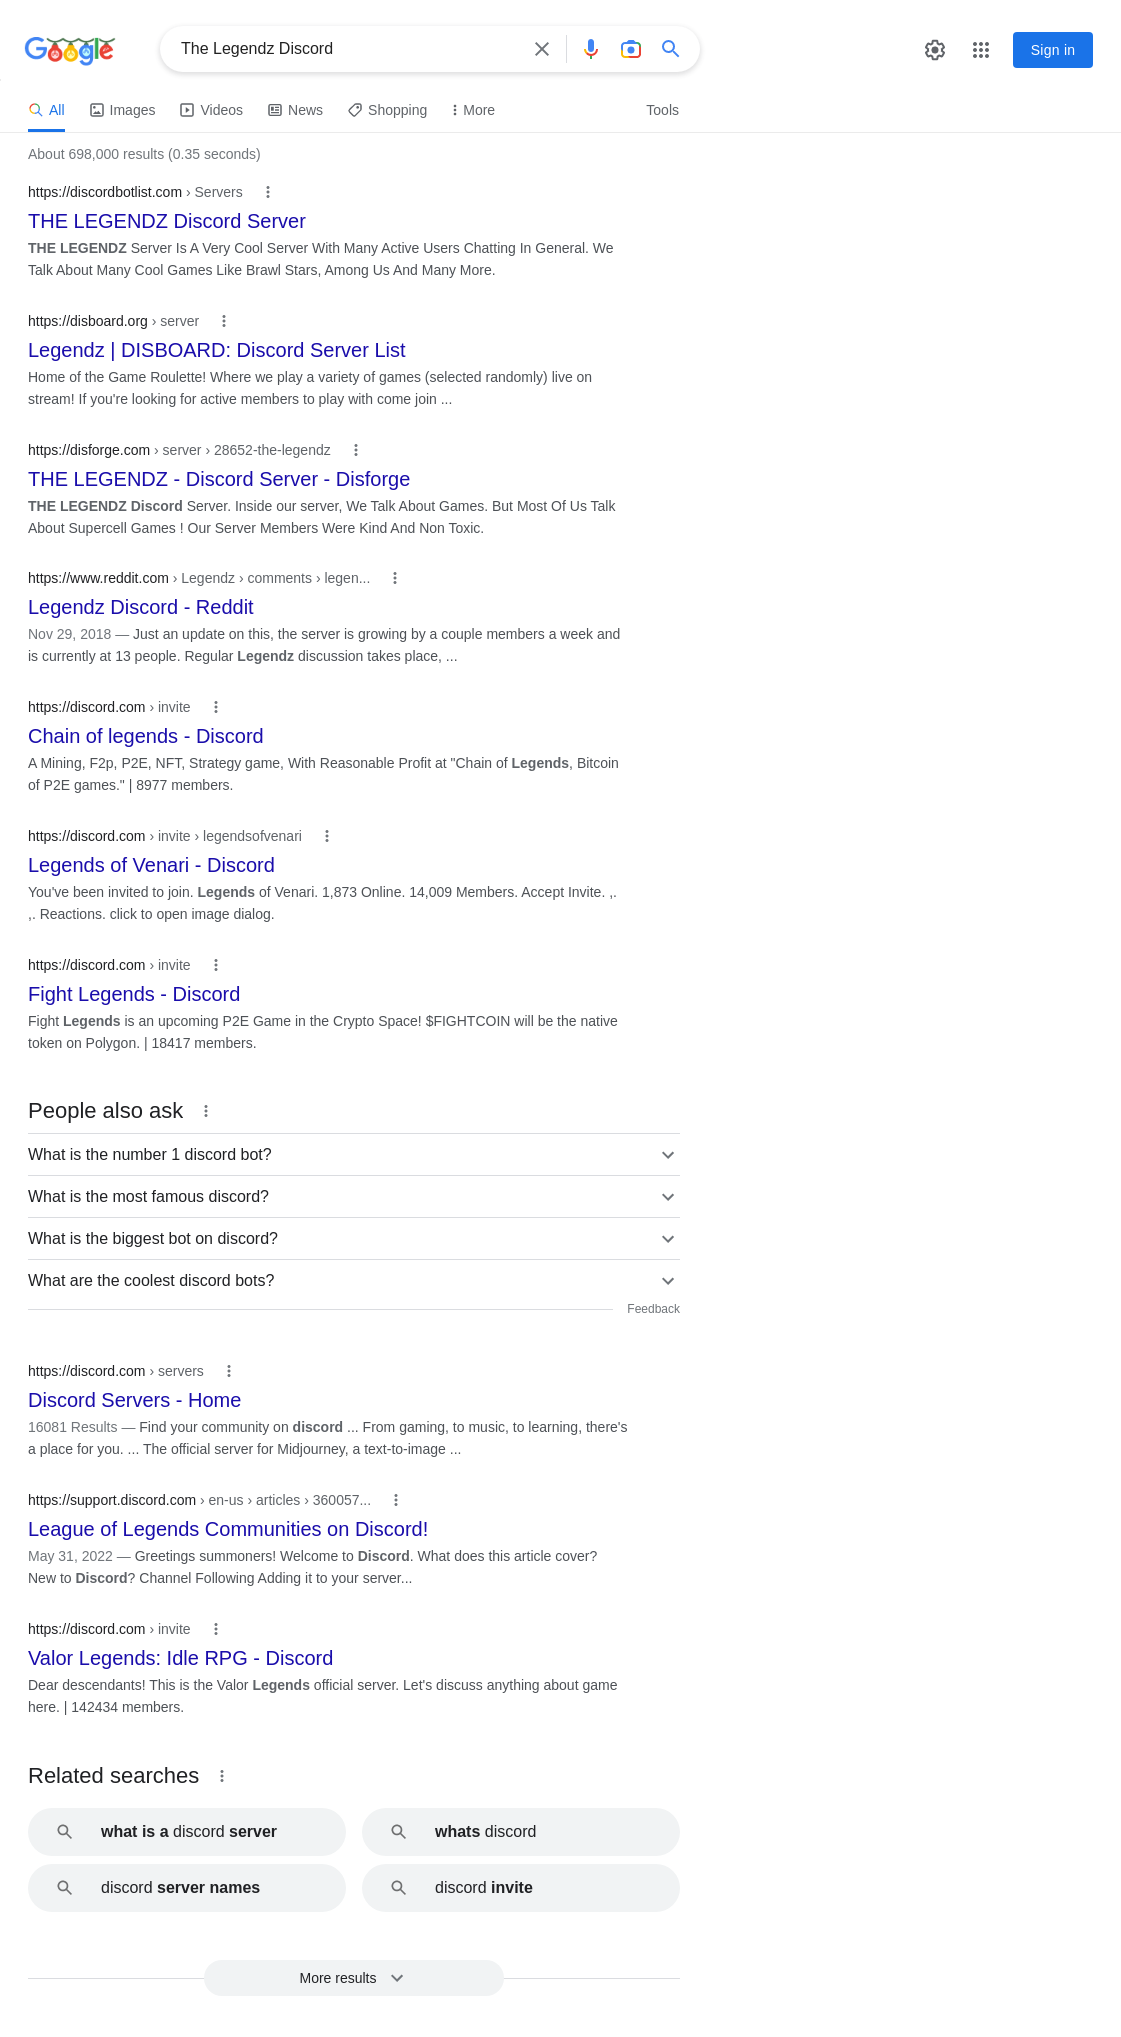 Google
The Legendz Discord
Sign in
All
Images
Videos
News
Shopping
More
Tools
About 698,000 results (0.35 seconds)
https://discordbotlist.com › Servers
THE LEGENDZ Discord Server
THE LEGENDZ Server Is A Very Cool Server With Many Active Users Chatting In General. We
Talk About Many Cool Games Like Brawl Stars, Among Us And Many More.
https://disboard.org › server
Legendz | DISBOARD: Discord Server List
Home of the Game Roulette! Where we play a variety of games (selected randomly) live on
stream! If you're looking for active members to play with come join ...
https://disforge.com › server › 28652-the-legendz
THE LEGENDZ - Discord Server - Disforge
THE LEGENDZ Discord Server. Inside our server, We Talk About Games. But Most Of Us Talk
About Supercell Games ! Our Server Members Were Kind And Non Toxic.
https://www.reddit.com › Legendz › comments › legen...
Legendz Discord - Reddit
Nov 29, 2018 — Just an update on this, the server is growing by a couple members a week and
is currently at 13 people. Regular Legendz discussion takes place, ...
https://discord.com › invite
Chain of legends - Discord
A Mining, F2p, P2E, NFT, Strategy game, With Reasonable Profit at "Chain of Legends, Bitcoin
of P2E games." | 8977 members.
https://discord.com › invite › legendsofvenari
Legends of Venari - Discord
You've been invited to join. Legends of Venari. 1,873 Online. 14,009 Members. Accept Invite. ,.
,. Reactions. click to open image dialog.
https://discord.com › invite
Fight Legends - Discord
Fight Legends is an upcoming P2E Game in the Crypto Space! $FIGHTCOIN will be the native
token on Polygon. | 18417 members.
People also ask
What is the number 1 discord bot?
What is the most famous discord?
What is the biggest bot on discord?
What are the coolest discord bots?
Feedback
https://discord.com › servers
Discord Servers - Home
16081 Results — Find your community on discord ... From gaming, to music, to learning, there's
a place for you. ... The official server for Midjourney, a text-to-image ...
https://support.discord.com › en-us › articles › 360057...
League of Legends Communities on Discord!
May 31, 2022 — Greetings summoners! Welcome to Discord. What does this article cover?
New to Discord? Channel Following Adding it to your server...
https://discord.com › invite
Valor Legends: Idle RPG - Discord
Dear descendants! This is the Valor Legends official server. Let's discuss anything about game
here. | 142434 members.
Related searches
what is a discord server
whats discord
discord server names
discord invite
More results